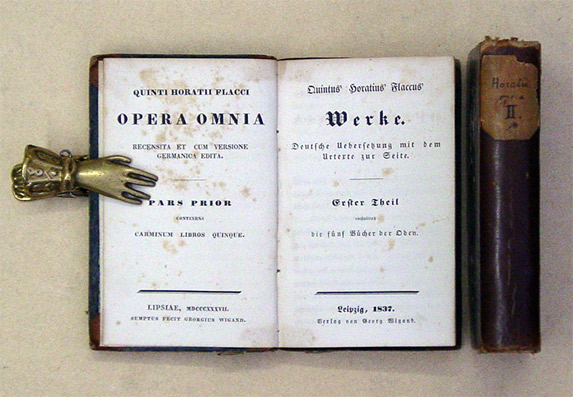 QUINTI HORATII FLACCI
OPERA OMNIA
RECENSITA ET CUM VERSIONE
GERMANICA EDITA.
PARS PRIOR
CONTINENS
CARMINUM LIBROS QUINQUE.
LIPSIAE, MDCCCXXXVII.
SUMPTUS FECIT GEORGIUS WIGAND.
Quintus' Horatius' Flaccus'
Werke.
Deutsche Uebersetzung mit dem
Urtexte zur Seite.
Erster Theil
enthaltend
die fünf Bücher der Oden.
Leipzig, 1837.
Verlag von Georg Wigand.
II